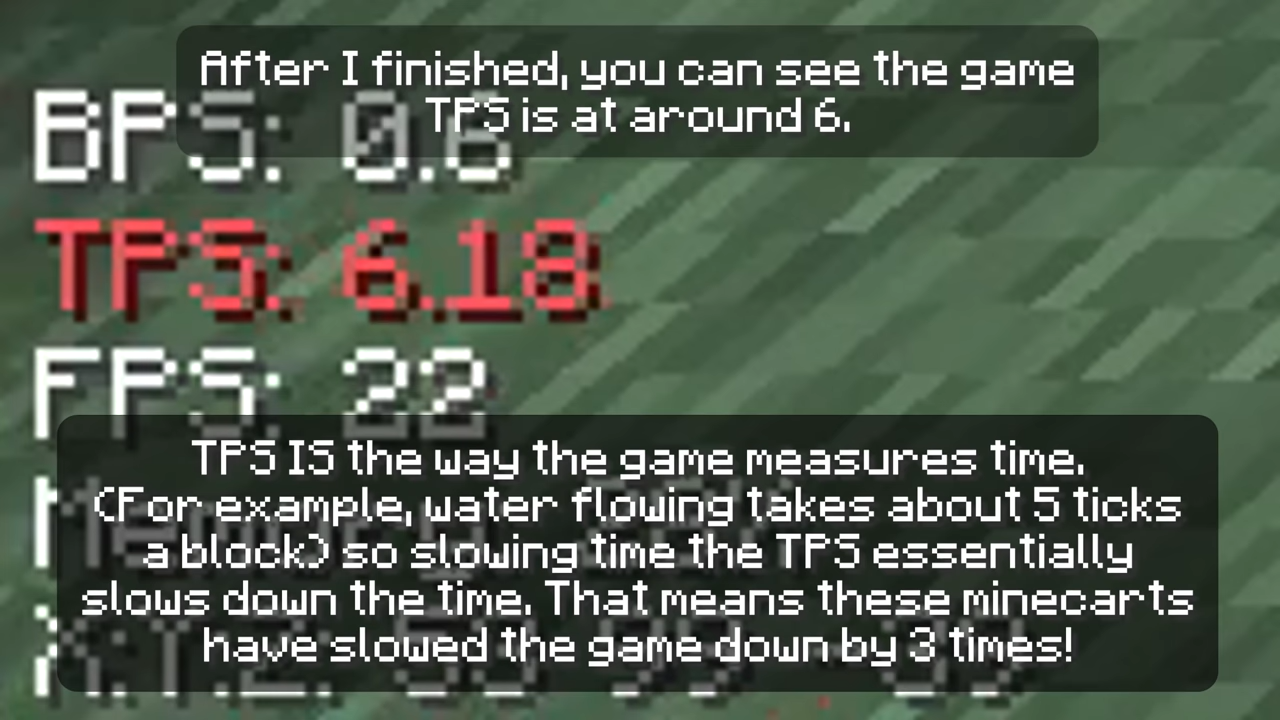 After I finished, you can see the game
TPS is at around 6.
BPS: 0.6
TPS: 6.18
FPS: 22
TPS IS the way the game measures time.
(For example, water flowing takes about 5 ticks
a block) so slowing time the TPS essentially
slows down the time. That means these minecarts
have slowed the game down by 3 times!